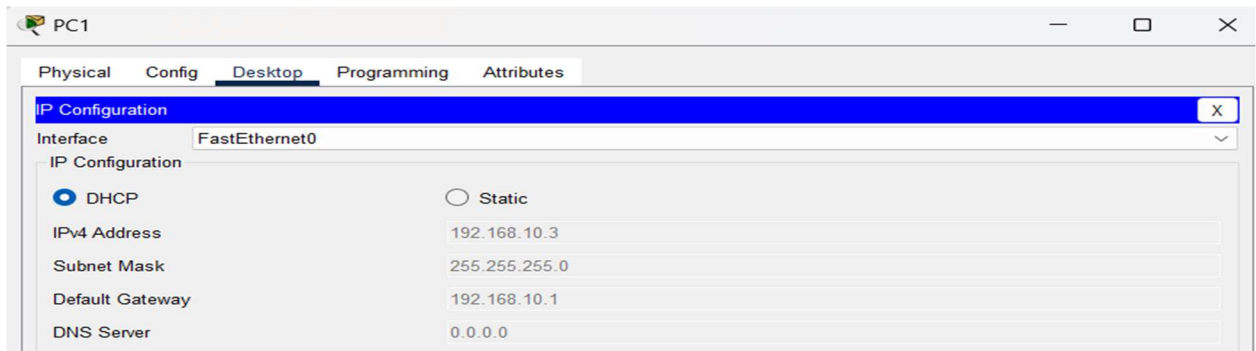 PC1
Physical Config Desktop Programming Attributes
IP Configuration X
Interface FastEthernet0
IP Configuration
DHCP Static
IPv4 Address 192.168.10.3
Subnet Mask 255.255.255.0
Default Gateway 192.168.10.1
DNS Server 0.0.0.0